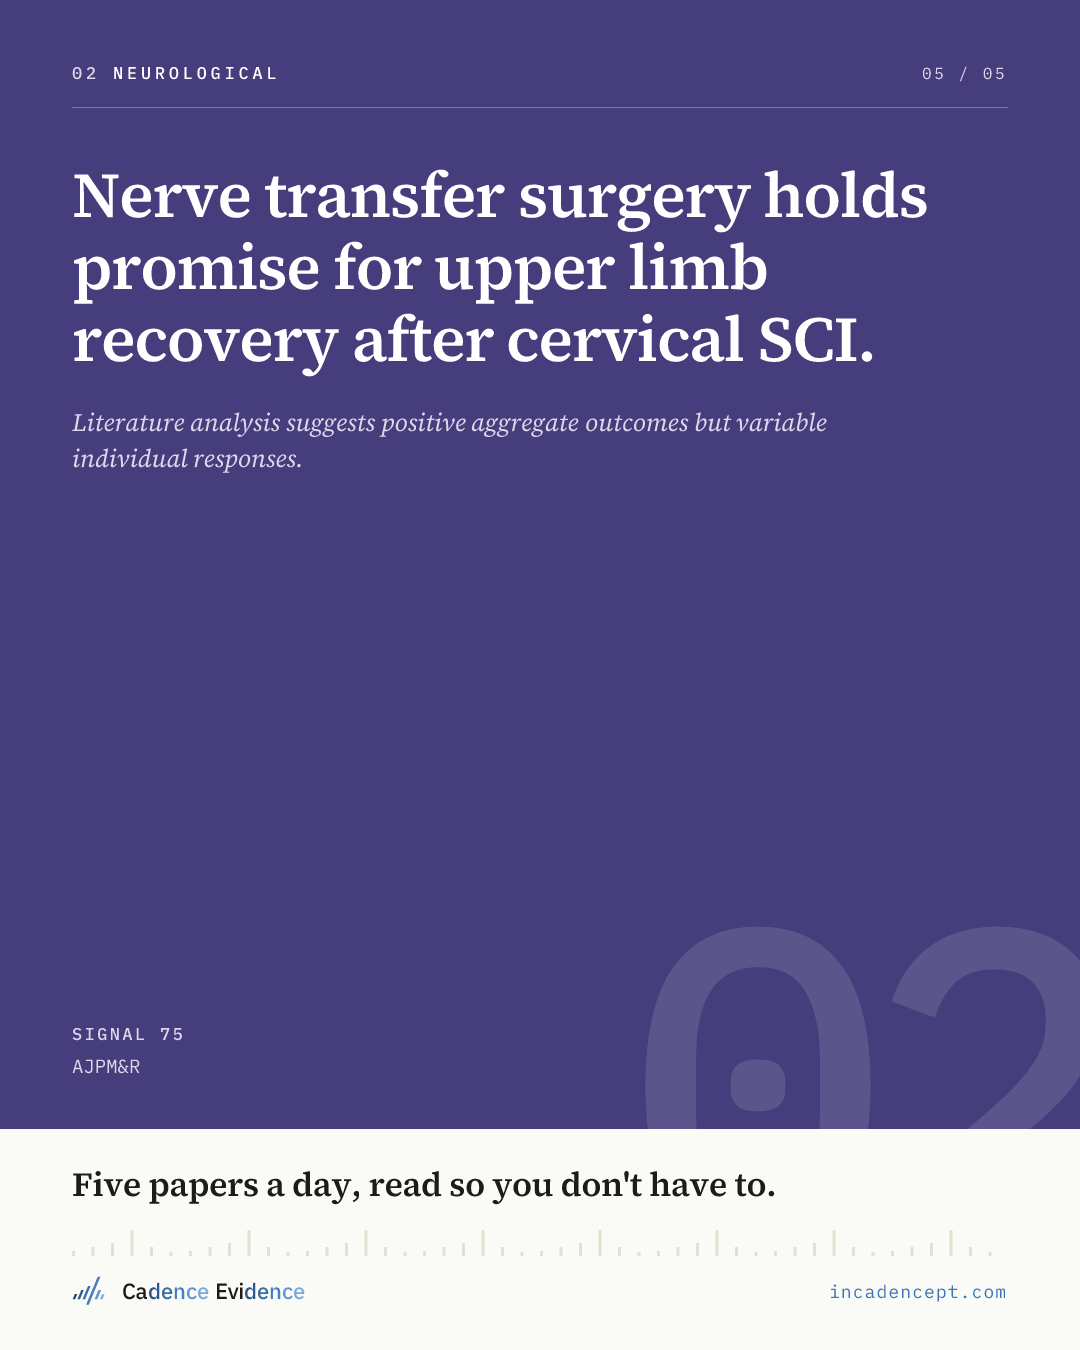 02 NEUROLOGICAL
05 / 05
Nerve transfer surgery holds
promise for upper limb
recovery after cervical SCI.
Literature analysis suggests positive aggregate outcomes but variable
individual responses.
02
SIGNAL 75
AJPM&R
Five papers a day, read so you don't have to.
Cadence Evidence
incadencept.com